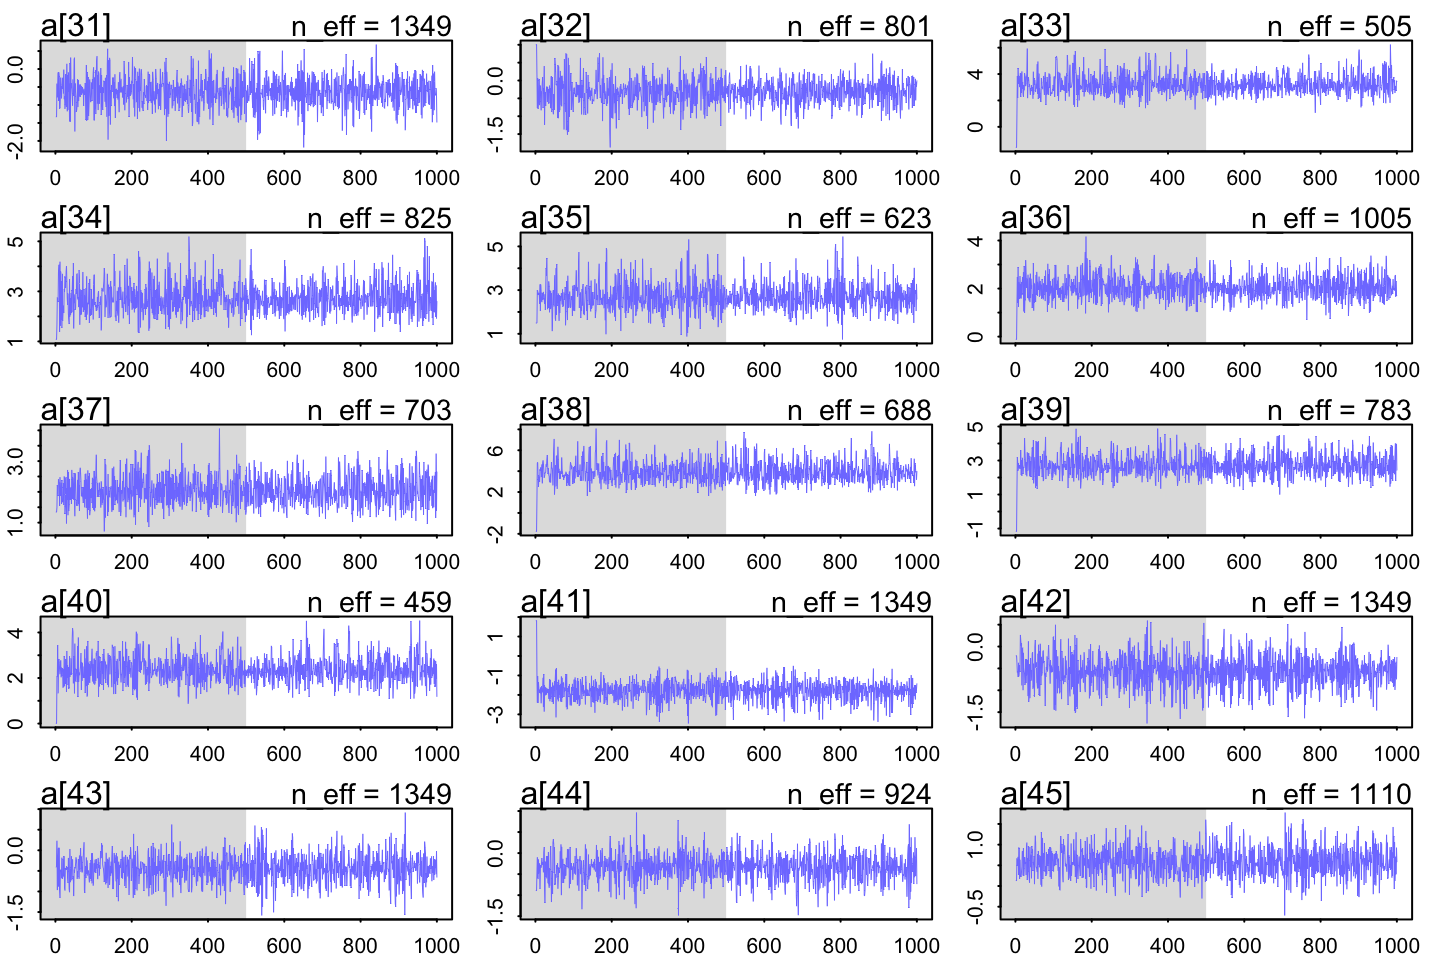 a[31] n_eff = 1349 a[32] n_eff = 801 a[33] n_eff = 505
0.0 -2.0 0.0 -1.5 4 0
0 200 400 600 800 1000 0 200 400 600 800 1000 0 200 400 600 800 1000
a[34] n_eff = 825 a[35] n_eff = 623 a[36] n_eff = 1005
5 3 1 5 3 1 4 2 0
0 200 400 600 800 1000 0 200 400 600 800 1000 0 200 400 600 800 1000
a[37] n_eff = 703 a[38] n_eff = 688 a[39] n_eff = 783
3.0 1.0 6 2 -2 5 3 1 -1
0 200 400 600 800 1000 0 200 400 600 800 1000 0 200 400 600 800 1000
a[40] n_eff = 459 a[41] n_eff = 1349 a[42] n_eff = 1349
4 2 0 1 -1 -3 0.0 -1.5
0 200 400 600 800 1000 0 200 400 600 800 1000 0 200 400 600 800 1000
a[43] n_eff = 1349 a[44] n_eff = 924 a[45] n_eff = 1110
0.0 -1.5 0.0 -1.5 1.0 -0.5
0 200 400 600 800 1000 0 200 400 600 800 1000 0 200 400 600 800 1000